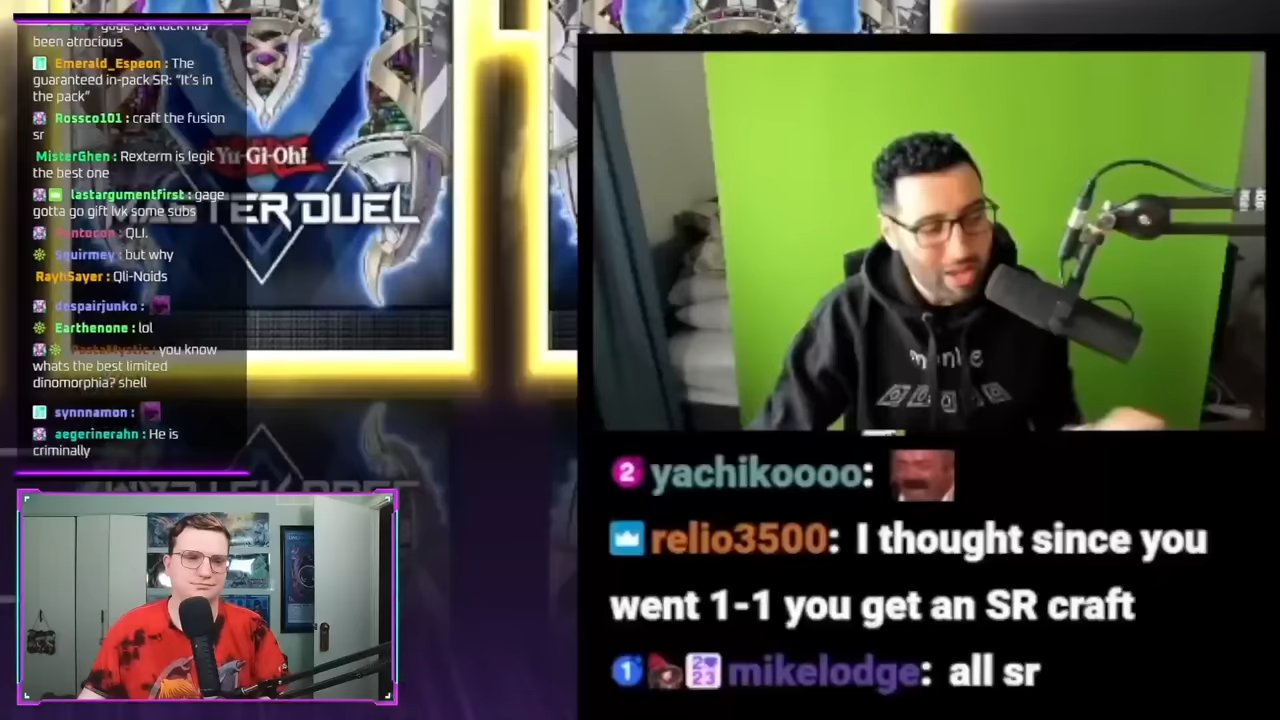 been atrocious
Emerald_Espeon : The
guaranteed in-pack SR: "It's in
the pack"
Rossco101 : craft the fusion
sr
MisterGhen : Rexterm is legit
the best one
lastargumentfirst : gage
gotta go gift lvk some subs
QLI.
Squirmey : but why
RayhSayer : Qli-Noids
despairjunko :
Earthenone : lol
PastaMystic : you know
whats the best limited
dinomorphia? shell
synnnamon :
aegerinerahn : He is
criminally
Yu-Gi-Oh!
MASTER DUEL
yachikoooo:
relio3500: I thought since you
went 1-1 you get an SR craft
mikelodge: all sr